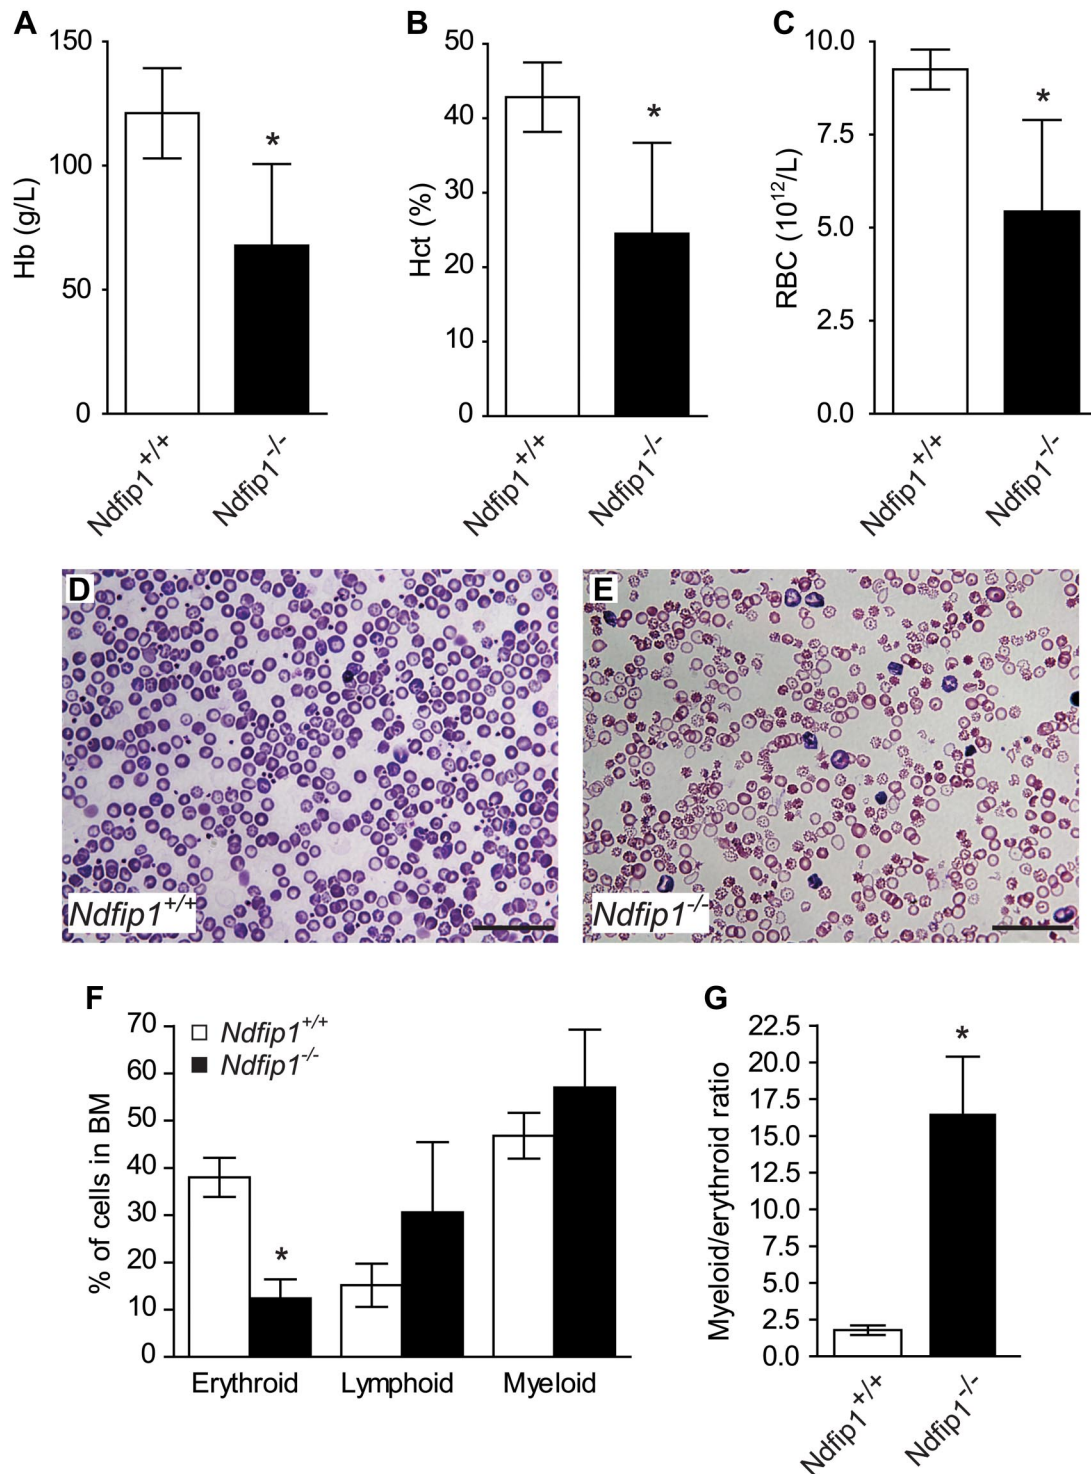 A
150
100
50
0
Hb (g/L)
*
Ndfip1+/+
Ndfip1-/-
B
50
40
30
20
10
0
Hct (%)
*
Ndfip1+/+
Ndfip1-/-
C
10.0
7.5
5.0
2.5
0.0
RBC (10^12/L)
*
Ndfip1+/+
Ndfip1-/-
D
Ndfip1+/+
E
Ndfip1-/-
F
Ndfip1+/+
Ndfip1-/-
70
60
50
40
30
20
10
0
% of cells in BM
*
Erythroid Lymphoid Myeloid
G
22.5
20.0
17.5
15.0
12.5
10.0
7.5
5.0
2.5
0.0
Myeloid/erythroid ratio
*
Ndfip1+/+
Ndfip1-/-